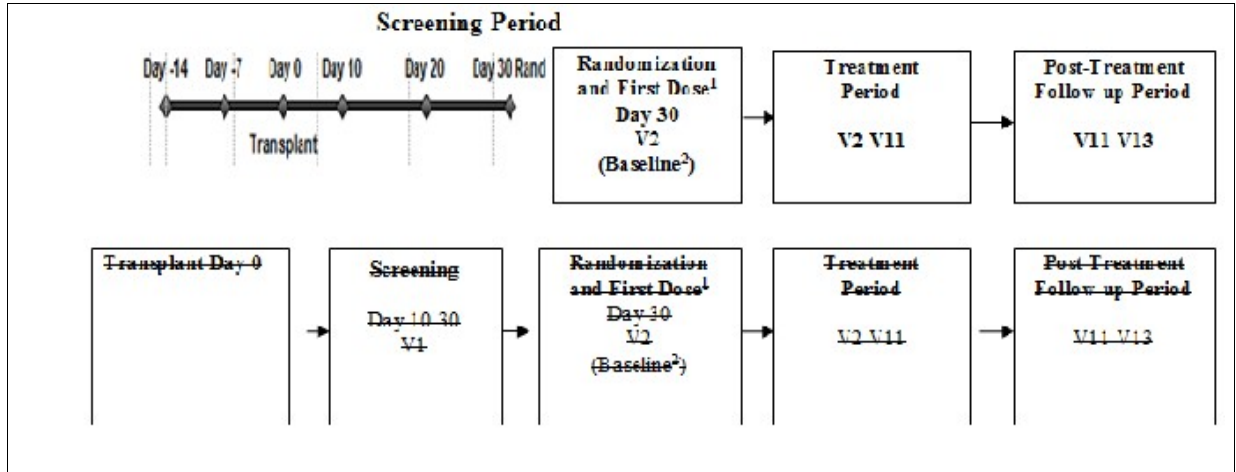 Screening Period
Day -14 Day -7 Day 0 Day 10 Day 20 Day 30 Rand
Transplant
Randomization
and First Dose¹
Day 30
V2
(Baseline²)
Treatment
Period
V2 V11
Post-Treatment
Follow up Period
V11 V13
Transplant Day 0
Screening
Day 10-30
V1
Randomization
and First Dose¹
Day 30
V2
(Baseline²)
Treatment
Period
V2 V11
Post Treatment
Follow up Period
V11 V13